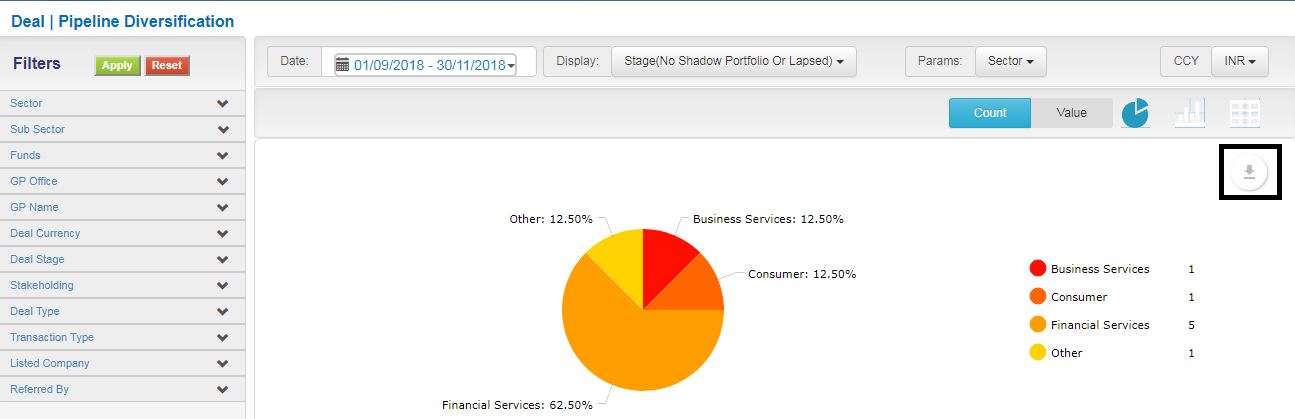 Deal | Pipeline Diversification
Filters
Apply
Reset
Date:
01/09/2018 - 30/11/2018
Display:
Stage(No Shadow Portfolio Or Lapsed)
Params:
Sector
CCY
INR
Count
Value
Sector
Sub Sector
Funds
GP Office
GP Name
Deal Currency
Deal Stage
Stakeholding
Deal Type
Transaction Type
Listed Company
Referred By
Other: 12.50%
Business Services: 12.50%
Consumer: 12.50%
Financial Services: 62.50%
Business Services 1
Consumer 1
Financial Services 5
Other 1